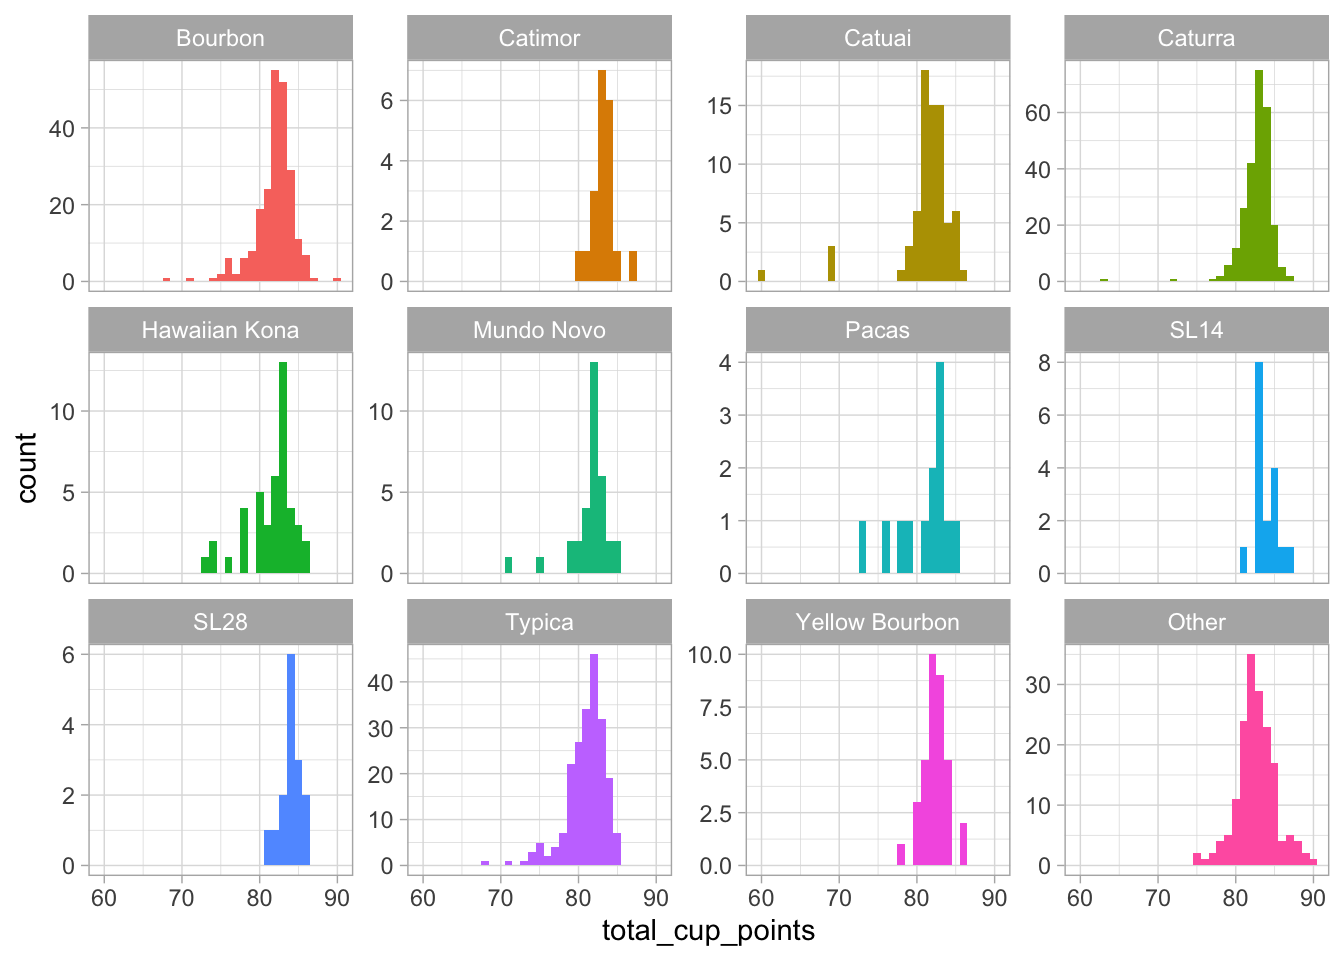 Bourbon
Catimor
Catuai
Caturra
40
20
0
6
4
2
0
15
10
5
0
60
40
20
0
Hawaiian Kona
Mundo Novo
Pacas
SL14
10
5
0
10
5
0
4
3
2
1
0
8
6
4
2
0
SL28
Typica
Yellow Bourbon
Other
6
4
2
0
40
30
20
10
0
10.0
7.5
5.0
2.5
0.0
30
20
10
0
60 70 80 90
60 70 80 90
60 70 80 90
60 70 80 90
count
total_cup_points